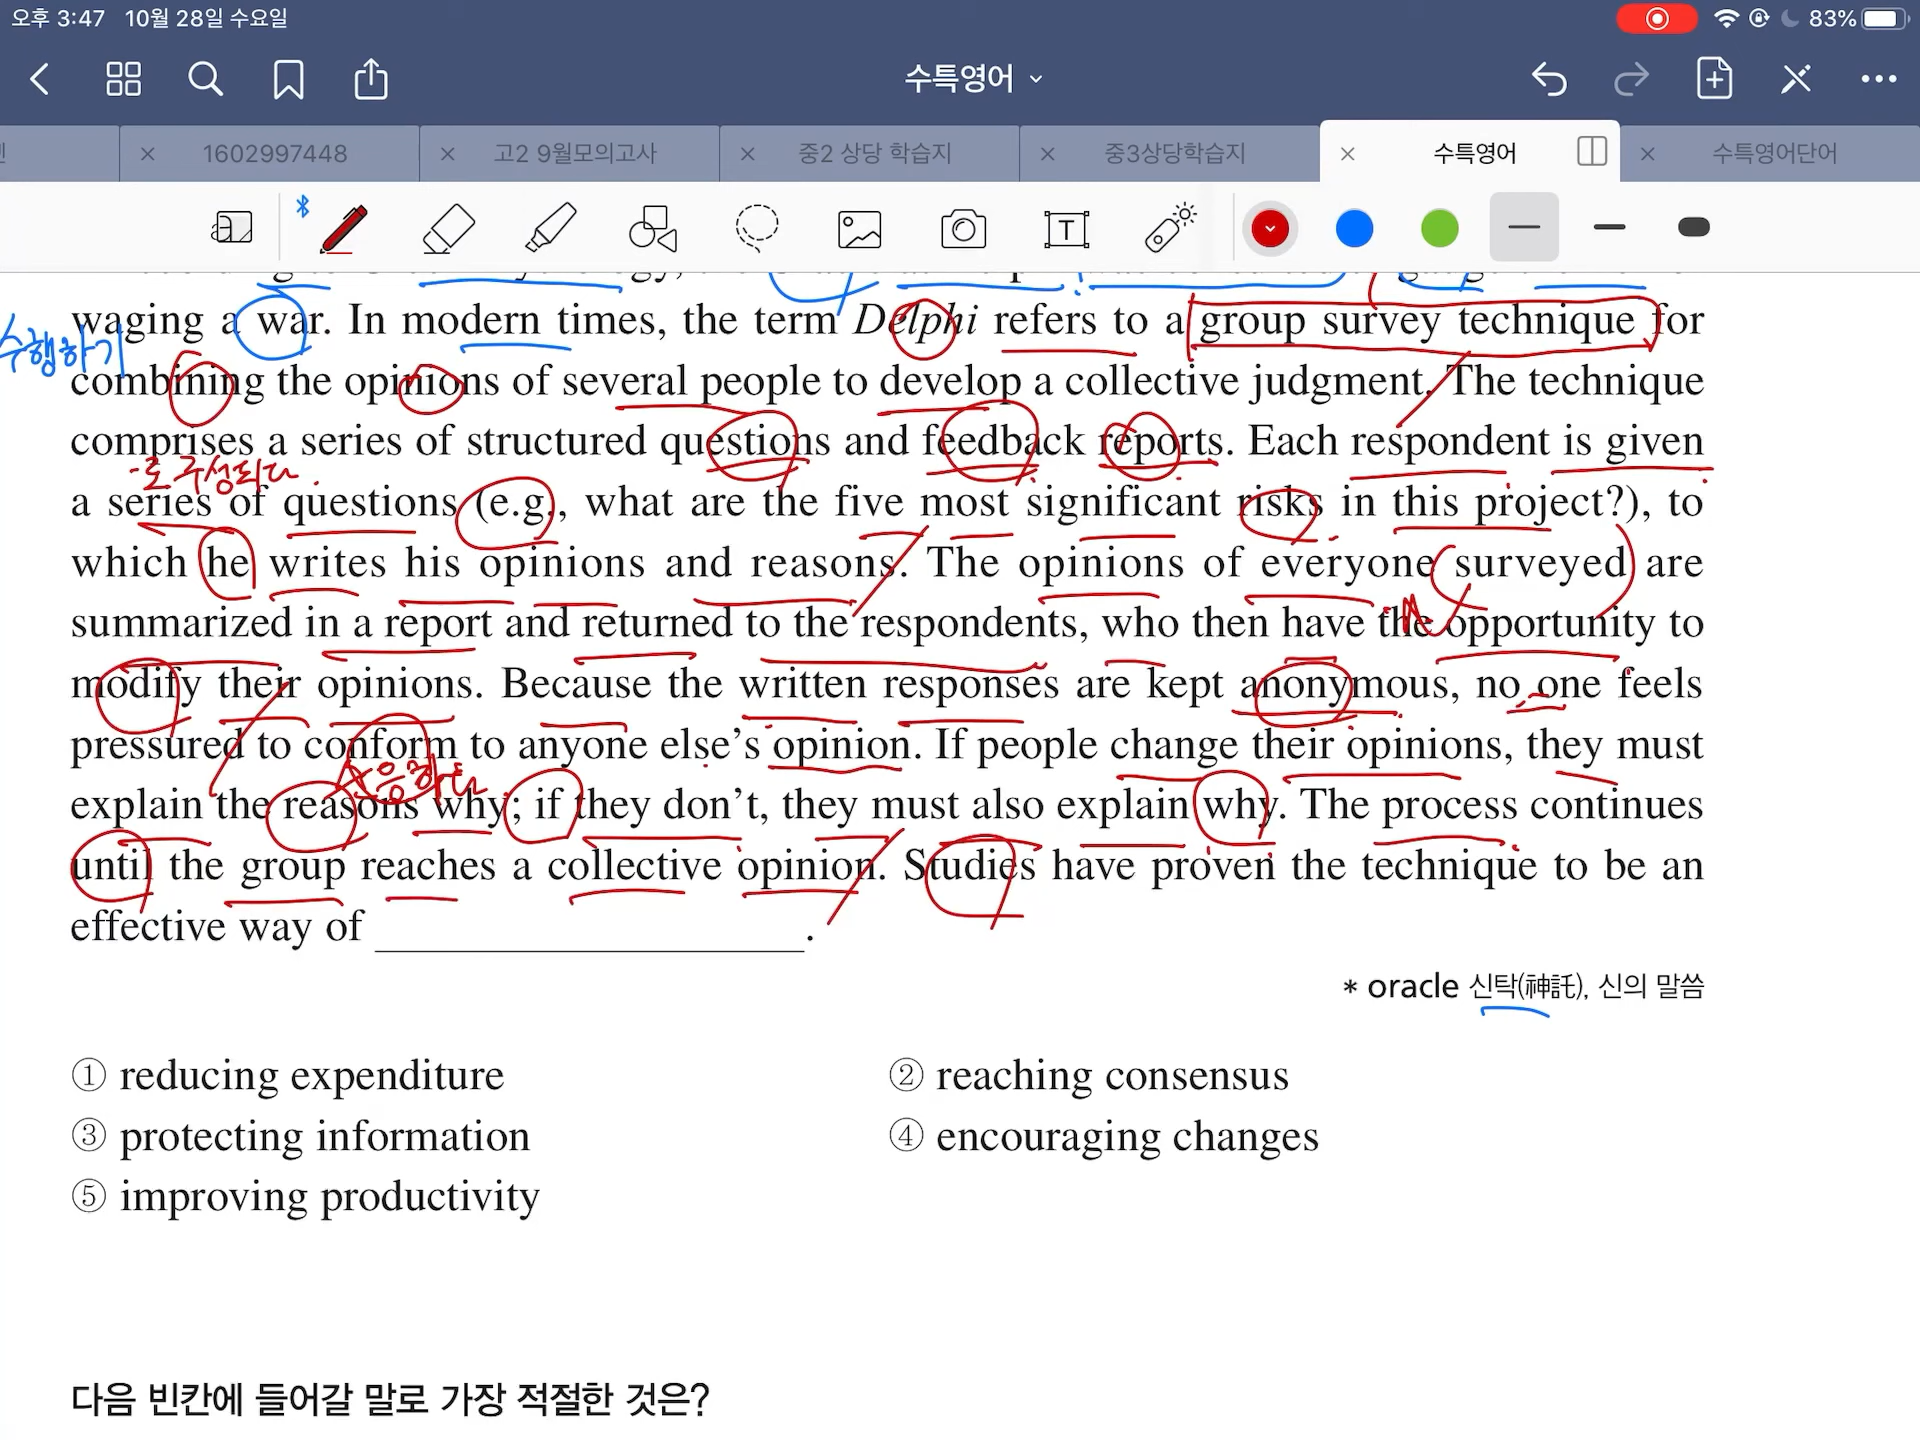 오후 3:47 10월 28일 수요일 83%
수특영어
1602997448 고2 9월모의고사 중2 상당 학습지 중3상당학습지 수특영어 수특영어단어
waging a war. In modern times, the term Delphi refers to a group survey technique for
수행하기
combining the opinions of several people to develop a collective judgment. The technique
comprises a series of structured questions and feedback reports. Each respondent is given
-로 구성되다
a series of questions (e.g., what are the five most significant risks in this project?), to
which he writes his opinions and reasons. The opinions of everyone surveyed are
summarized in a report and returned to the respondents, who then have the opportunity to
modify their opinions. Because the written responses are kept anonymous, no one feels
pressured to conform to anyone else's opinion. If people change their opinions, they must
explain the reasons why; if they don't, they must also explain why. The process continues
until the group reaches a collective opinion. Studies have proven the technique to be an
effective way of ____________________.
* oracle 신탁(神託), 신의 말씀
① reducing expenditure ② reaching consensus
③ protecting information ④ encouraging changes
⑤ improving productivity
다음 빈칸에 들어갈 말로 가장 적절한 것은?